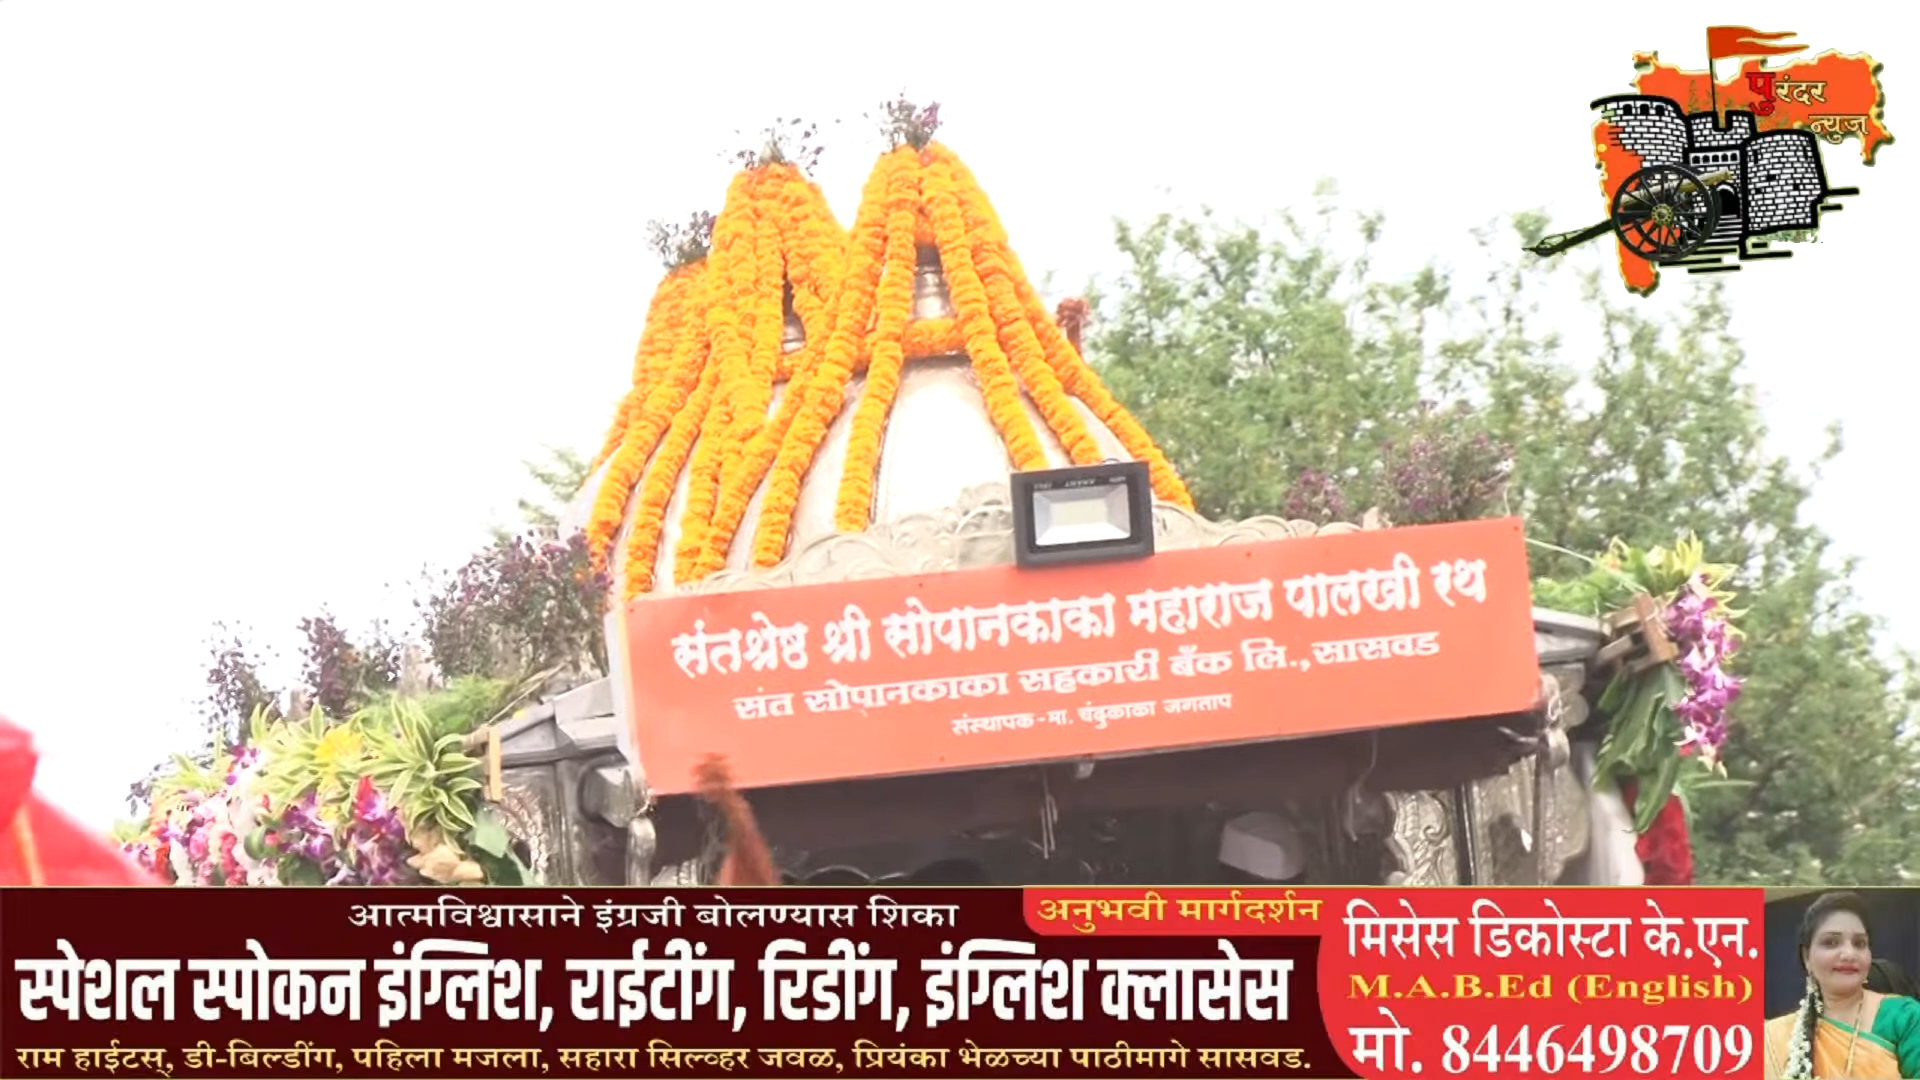 पुरंदर
न्युज
संतश्रेष्ठ श्री सोपानकाका महाराज पालखी रथ
संत सोपानकाका सहकारी बँक लि., सासवड
संस्थापक - मा. चंदुकाका जगताप
आत्मविश्वासाने इंग्रजी बोलण्यास शिका
अनुभवी मार्गदर्शन
स्पेशल स्पोकन इंग्लिश, राईटींग, रिडींग, इंग्लिश क्लासेस
राम हाईटस्, डी-बिल्डींग, पहिला मजला, सहारा सिल्व्हर जवळ, प्रियंका भेळच्या पाठीमागे सासवड.
मिसेस डिकोस्टा के.एन.
M.A.B.Ed (English)
मो. 8446498709